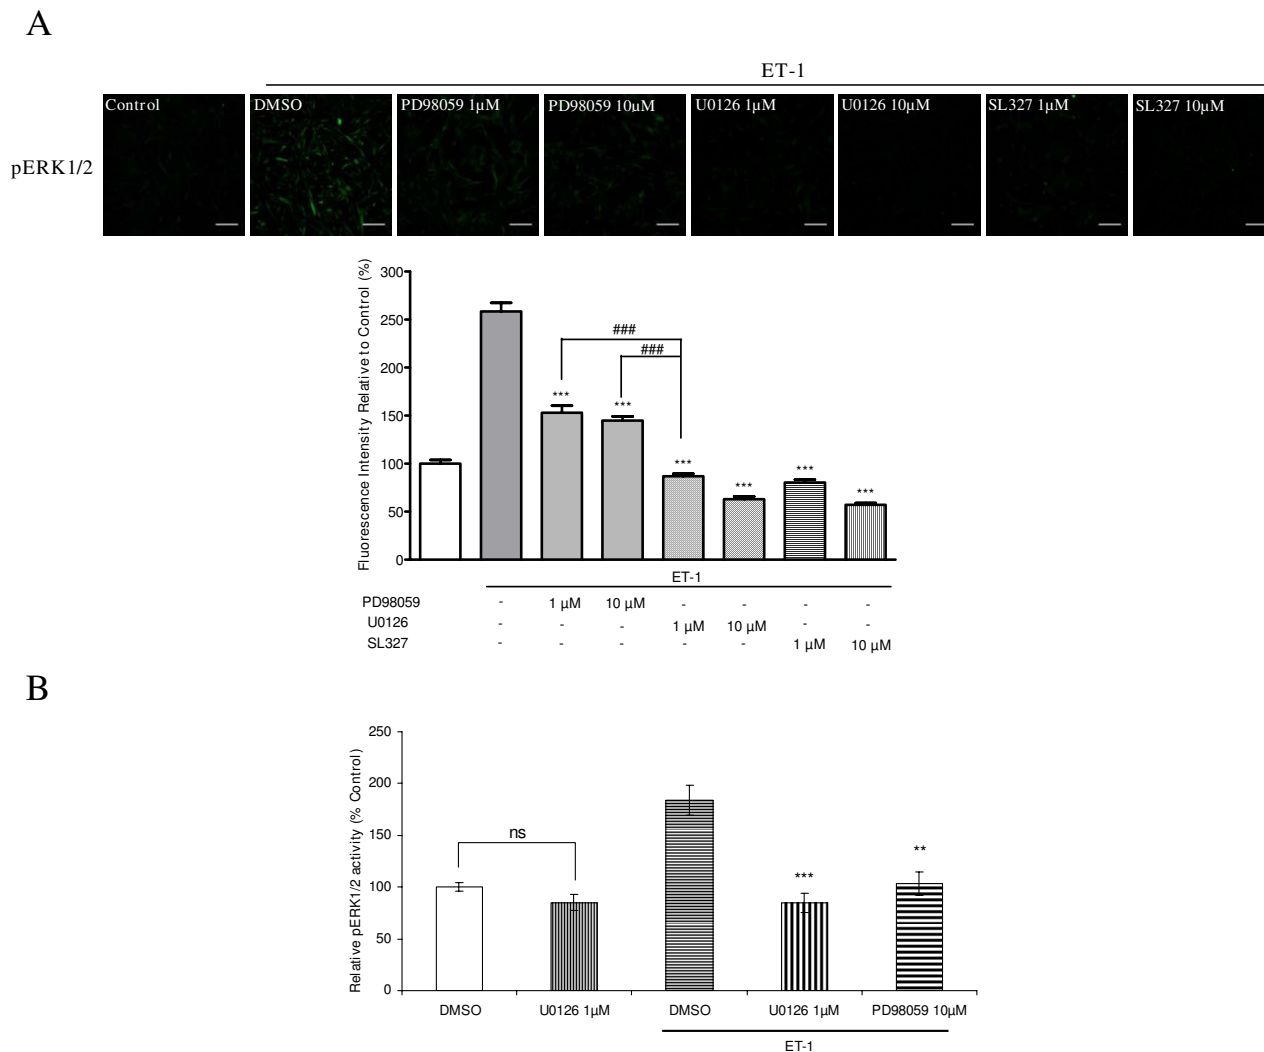 A
ET-1
Control DMSO PD98059 1µM PD98059 10µM U0126 1µM U0126 10µM SL327 1µM SL327 10µM
pERK1/2
Fluorescence Intensity Relative to Control (%)
300
250
200
150
100
50
0
###
###
***
***
***
***
***
***
ET-1
PD98059 - 1 µM 10 µM - - - -
U0126 - - - 1 µM 10 µM - -
SL327 - - - - - 1 µM 10 µM
B
Relative pERK1/2 activity (% Control)
250
200
150
100
50
0
ns
***
**
DMSO U0126 1µM DMSO U0126 1µM PD98059 10µM
ET-1